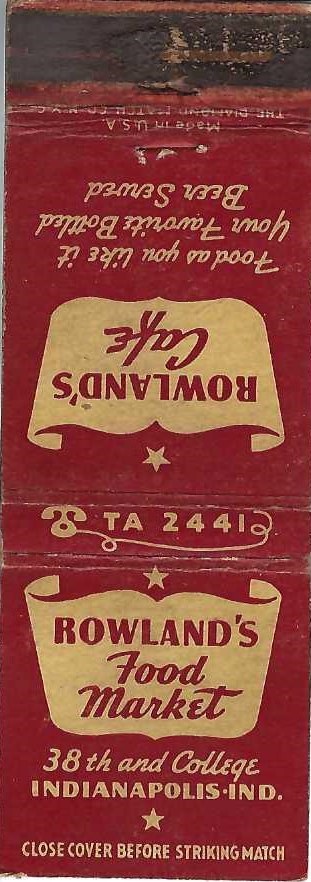 ROWLAND'S
Cafe
Food as you like it
Your Favorite Bottled
Beer Served
Made in U.S.A.
THE DIAMOND MATCH CO. N.Y.C.
TA 2441
ROWLAND'S
Food
Market
38th and College
INDIANAPOLIS·IND.
CLOSE COVER BEFORE STRIKING MATCH